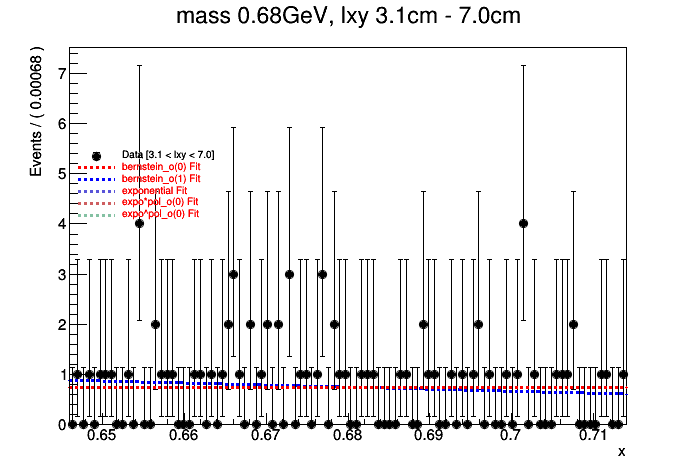 mass 0.68GeV, lxy 3.1cm - 7.0cm
Events / ( 0.00068 )
7
6
5
4
3
2
1
0
Data [3.1 < lxy < 7.0]
bernstein_o(0) Fit
bernstein_o(1) Fit
exponential Fit
expo*pol_o(0) Fit
expo^pol_o(0) Fit
0.65 0.66 0.67 0.68 0.69 0.7 0.71
x